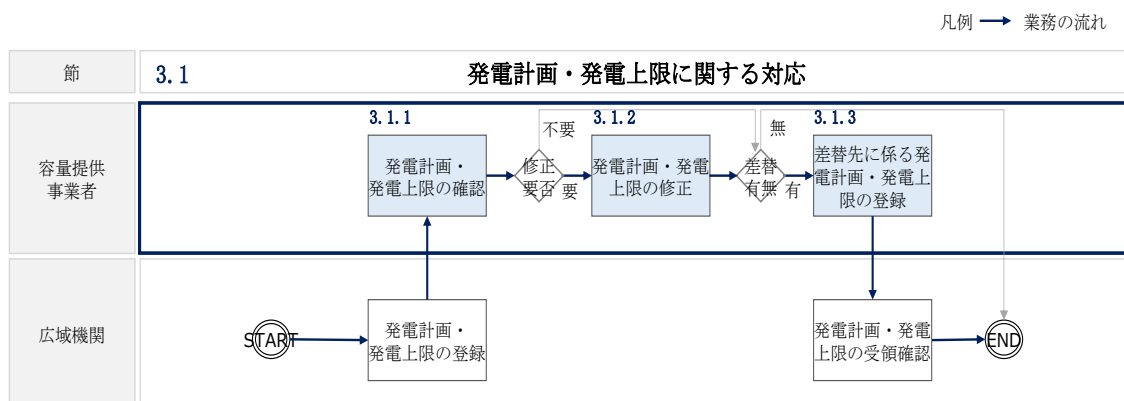 凡例 業務の流れ
節
3.1
発電計画・発電上限に関する対応
容量提供
事業者
3.1.1
発電計画・
発電上限の確認
修正
要否
不要
要
3.1.2
発電計画・発電
上限の修正
差替
有無
無
有
3.1.3
差替先に係る発
電計画・発電上
限の登録
広域機関
START
発電計画・
発電上限の登録
発電計画・発電
上限の受領確認
END